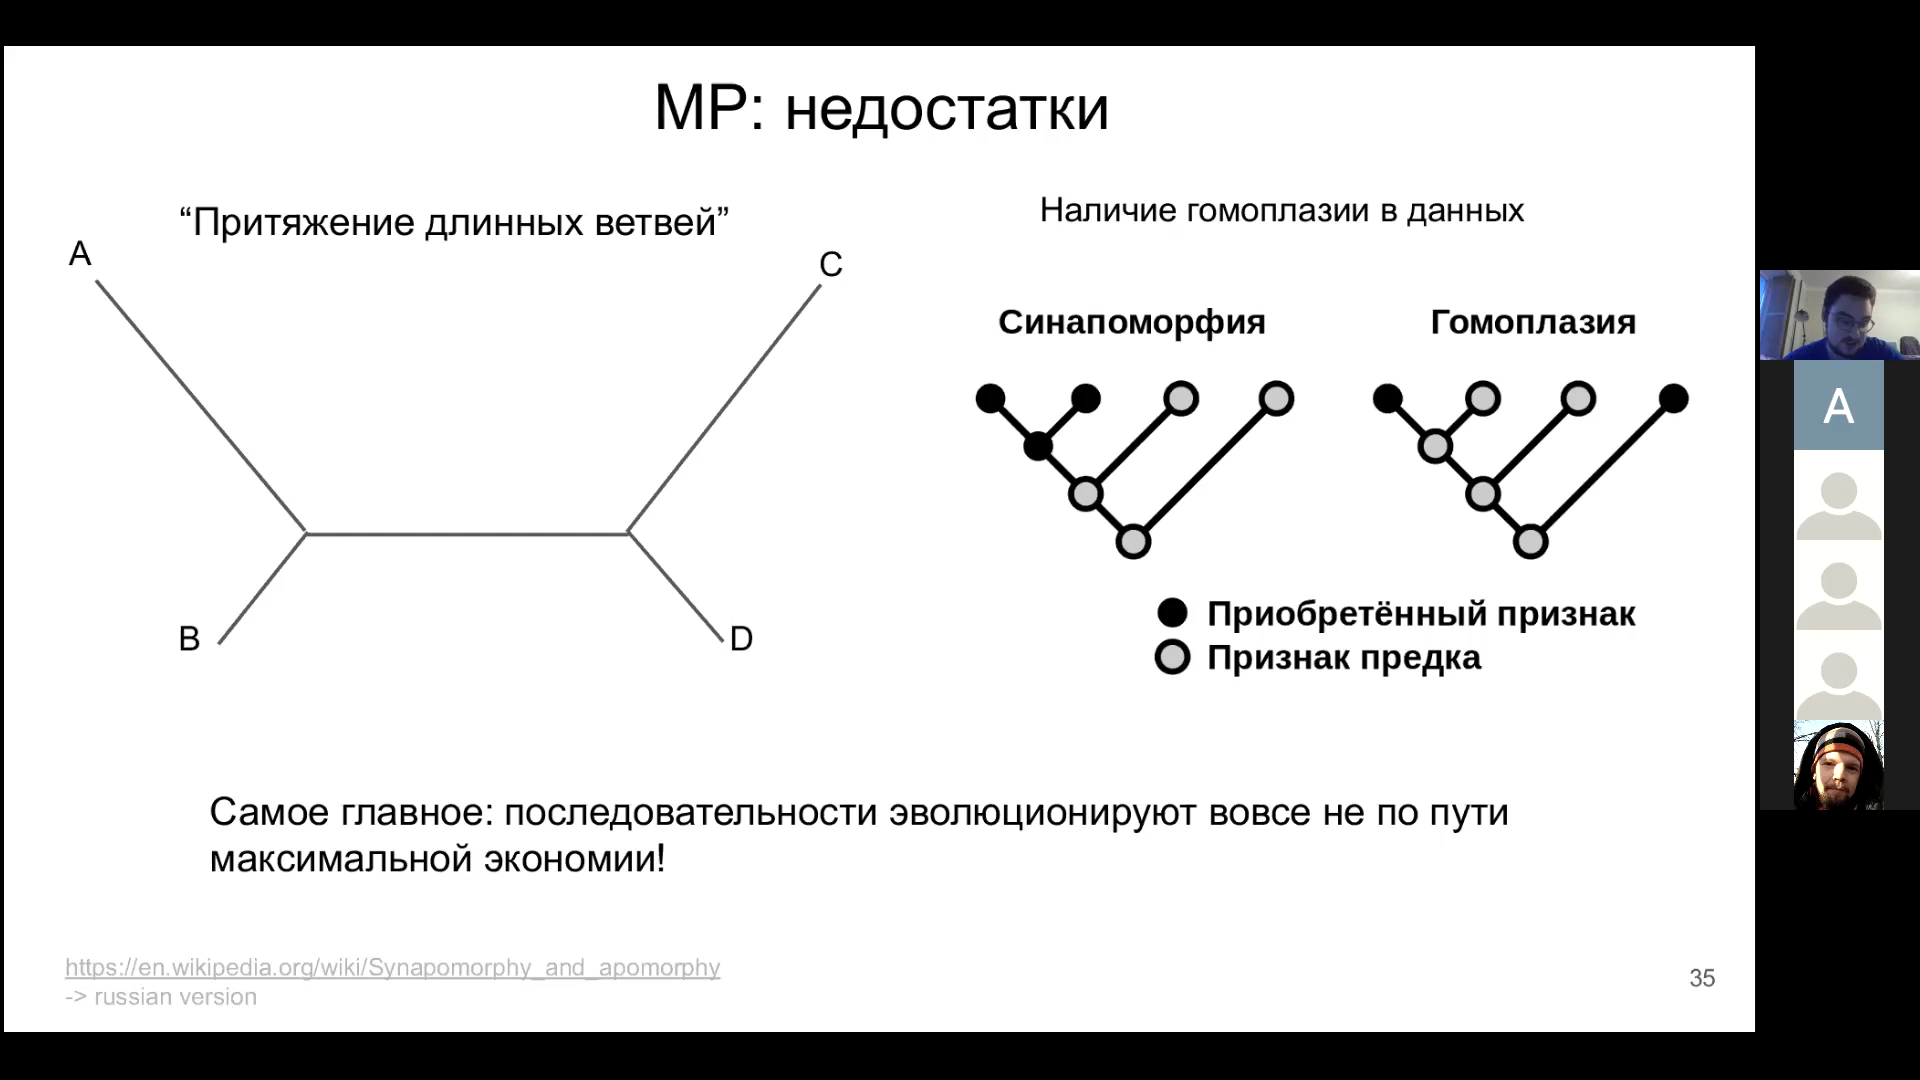 МР: недостатки
“Притяжение длинных ветвей”
A
C
B
D
Наличие гомоплазии в данных
Синапоморфия
Гомоплазия
Приобретённый признак
Признак предка
Самое главное: последовательности эволюционируют вовсе не по пути
максимальной экономии!
https://en.wikipedia.org/wiki/Synapomorphy_and_apomorphy
-> russian version
35
A